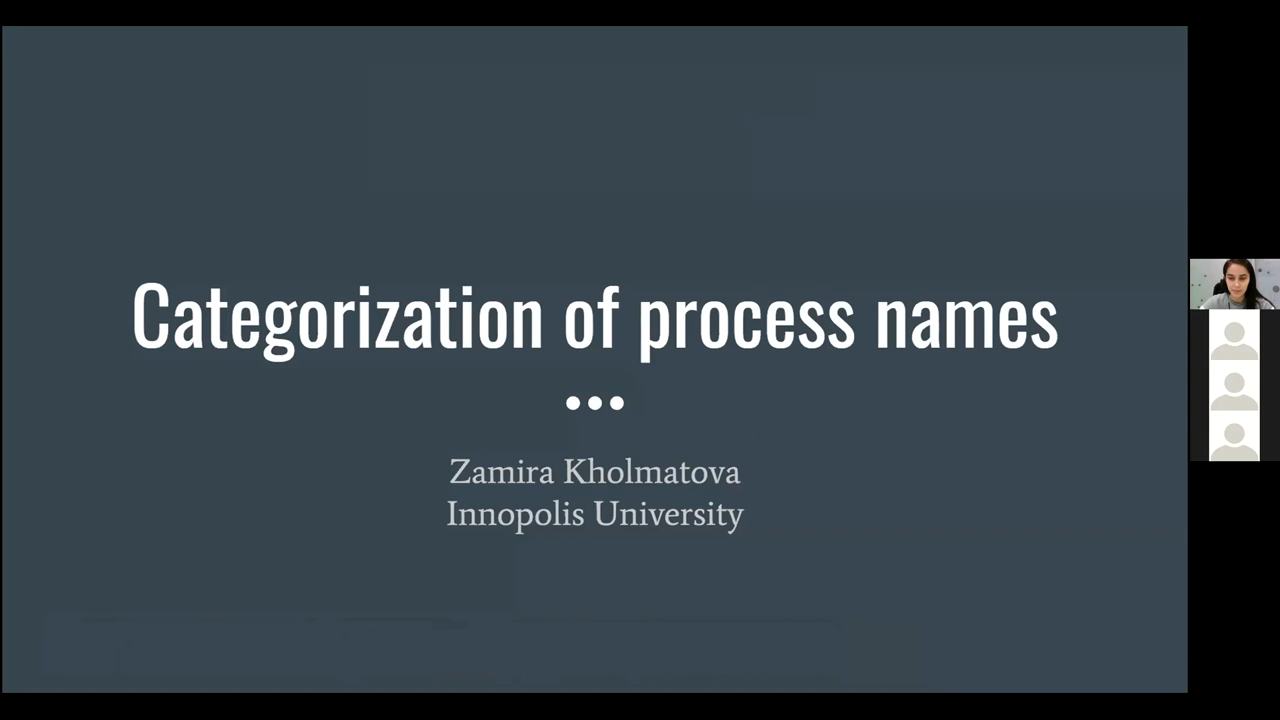 Categorization of process names
Zamira Kholmatova
Innopolis University